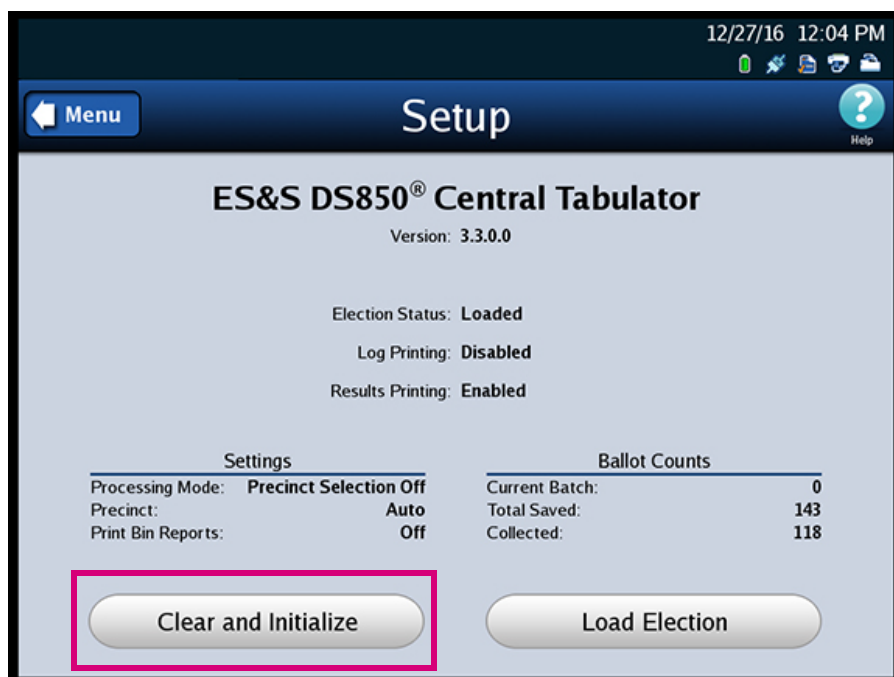 12/27/16 12:04 PM
Menu
Setup
Help
ES&S DS850® Central Tabulator
Version: 3.3.0.0
Election Status: Loaded
Log Printing: Disabled
Results Printing: Enabled
Settings
Processing Mode: Precinct Selection Off
Precinct: Auto
Print Bin Reports: Off
Ballot Counts
Current Batch: 0
Total Saved: 143
Collected: 118
Clear and Initialize
Load Election